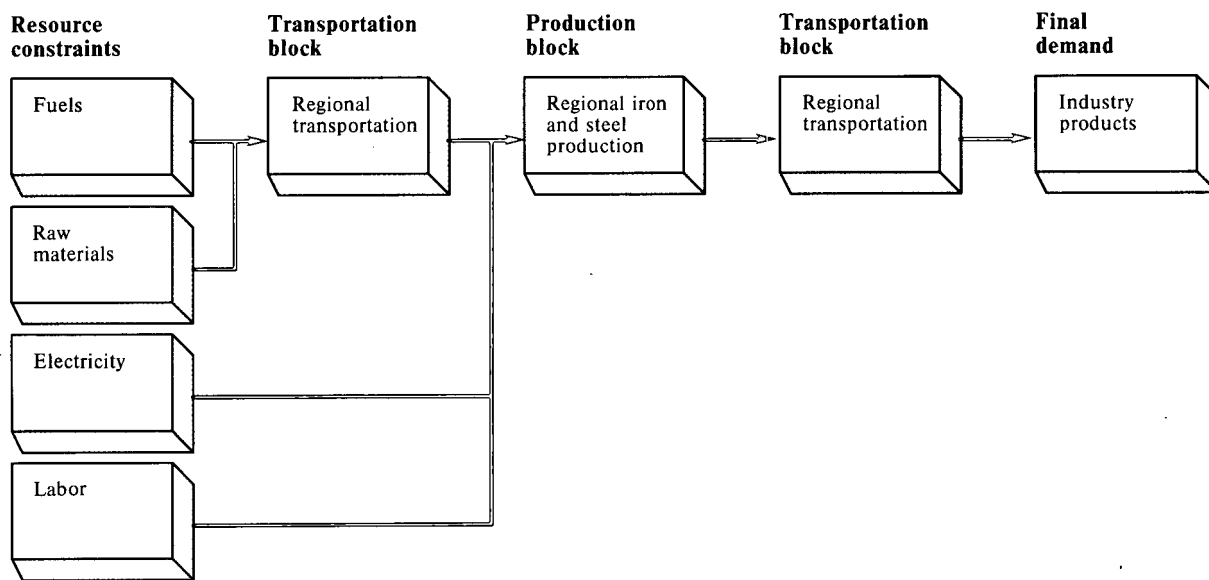 Resource
constraints
Transportation
block
Production
block
Transportation
block
Final
demand
Fuels
Regional
transportation
Regional iron
and steel
production
Regional
transportation
Industry
products
Raw
materials
Electricity
Labor